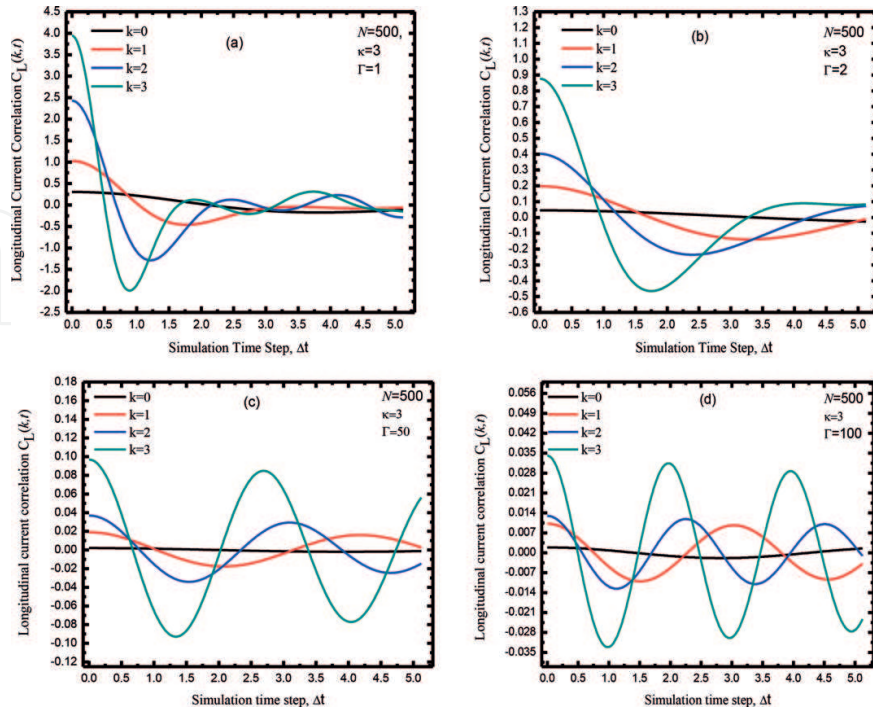 k=0
k=1
k=2
k=3
(a)
N=500,
κ=3
Γ=1
Longitudinal Current Correlation C_L(k,t)
4.5
4.0
3.5
3.0
2.5
2.0
1.5
1.0
0.5
0.0
-0.5
-1.0
-1.5
-2.0
-2.5
0.0 0.5 1.0 1.5 2.0 2.5 3.0 3.5 4.0 4.5 5.0
Simulation Time Step, Δt
k=0
k=1
k=2
k=3
(b)
N=500
κ=3
Γ=2
Longitudinal Current Correlation C_L(k,t)
1.3
1.2
1.1
1.0
0.9
0.8
0.7
0.6
0.5
0.4
0.3
0.2
0.1
0.0
-0.1
-0.2
-0.3
-0.4
-0.5
-0.6
0.0 0.5 1.0 1.5 2.0 2.5 3.0 3.5 4.0 4.5 5.0
Simulation Time Step, Δt
k=0
k=1
k=2
k=3
(c)
N=500
κ=3
Γ=50
Longitudinal current correlation C_L(k,t)
0.18
0.16
0.14
0.12
0.10
0.08
0.06
0.04
0.02
0.00
-0.02
-0.04
-0.06
-0.08
-0.10
-0.12
0.0 0.5 1.0 1.5 2.0 2.5 3.0 3.5 4.0 4.5 5.0
Simulation time step, Δt
k=0
k=1
k=2
k=3
(d)
N=500
κ=3
Γ=100
Longitudinal current correlation C_L(k,t)
0.056
0.049
0.042
0.035
0.028
0.021
0.014
0.007
0.000
-0.007
-0.014
-0.021
-0.028
-0.035
0.0 0.5 1.0 1.5 2.0 2.5 3.0 3.5 4.0 4.5 5.0
Simulation time step, Δt